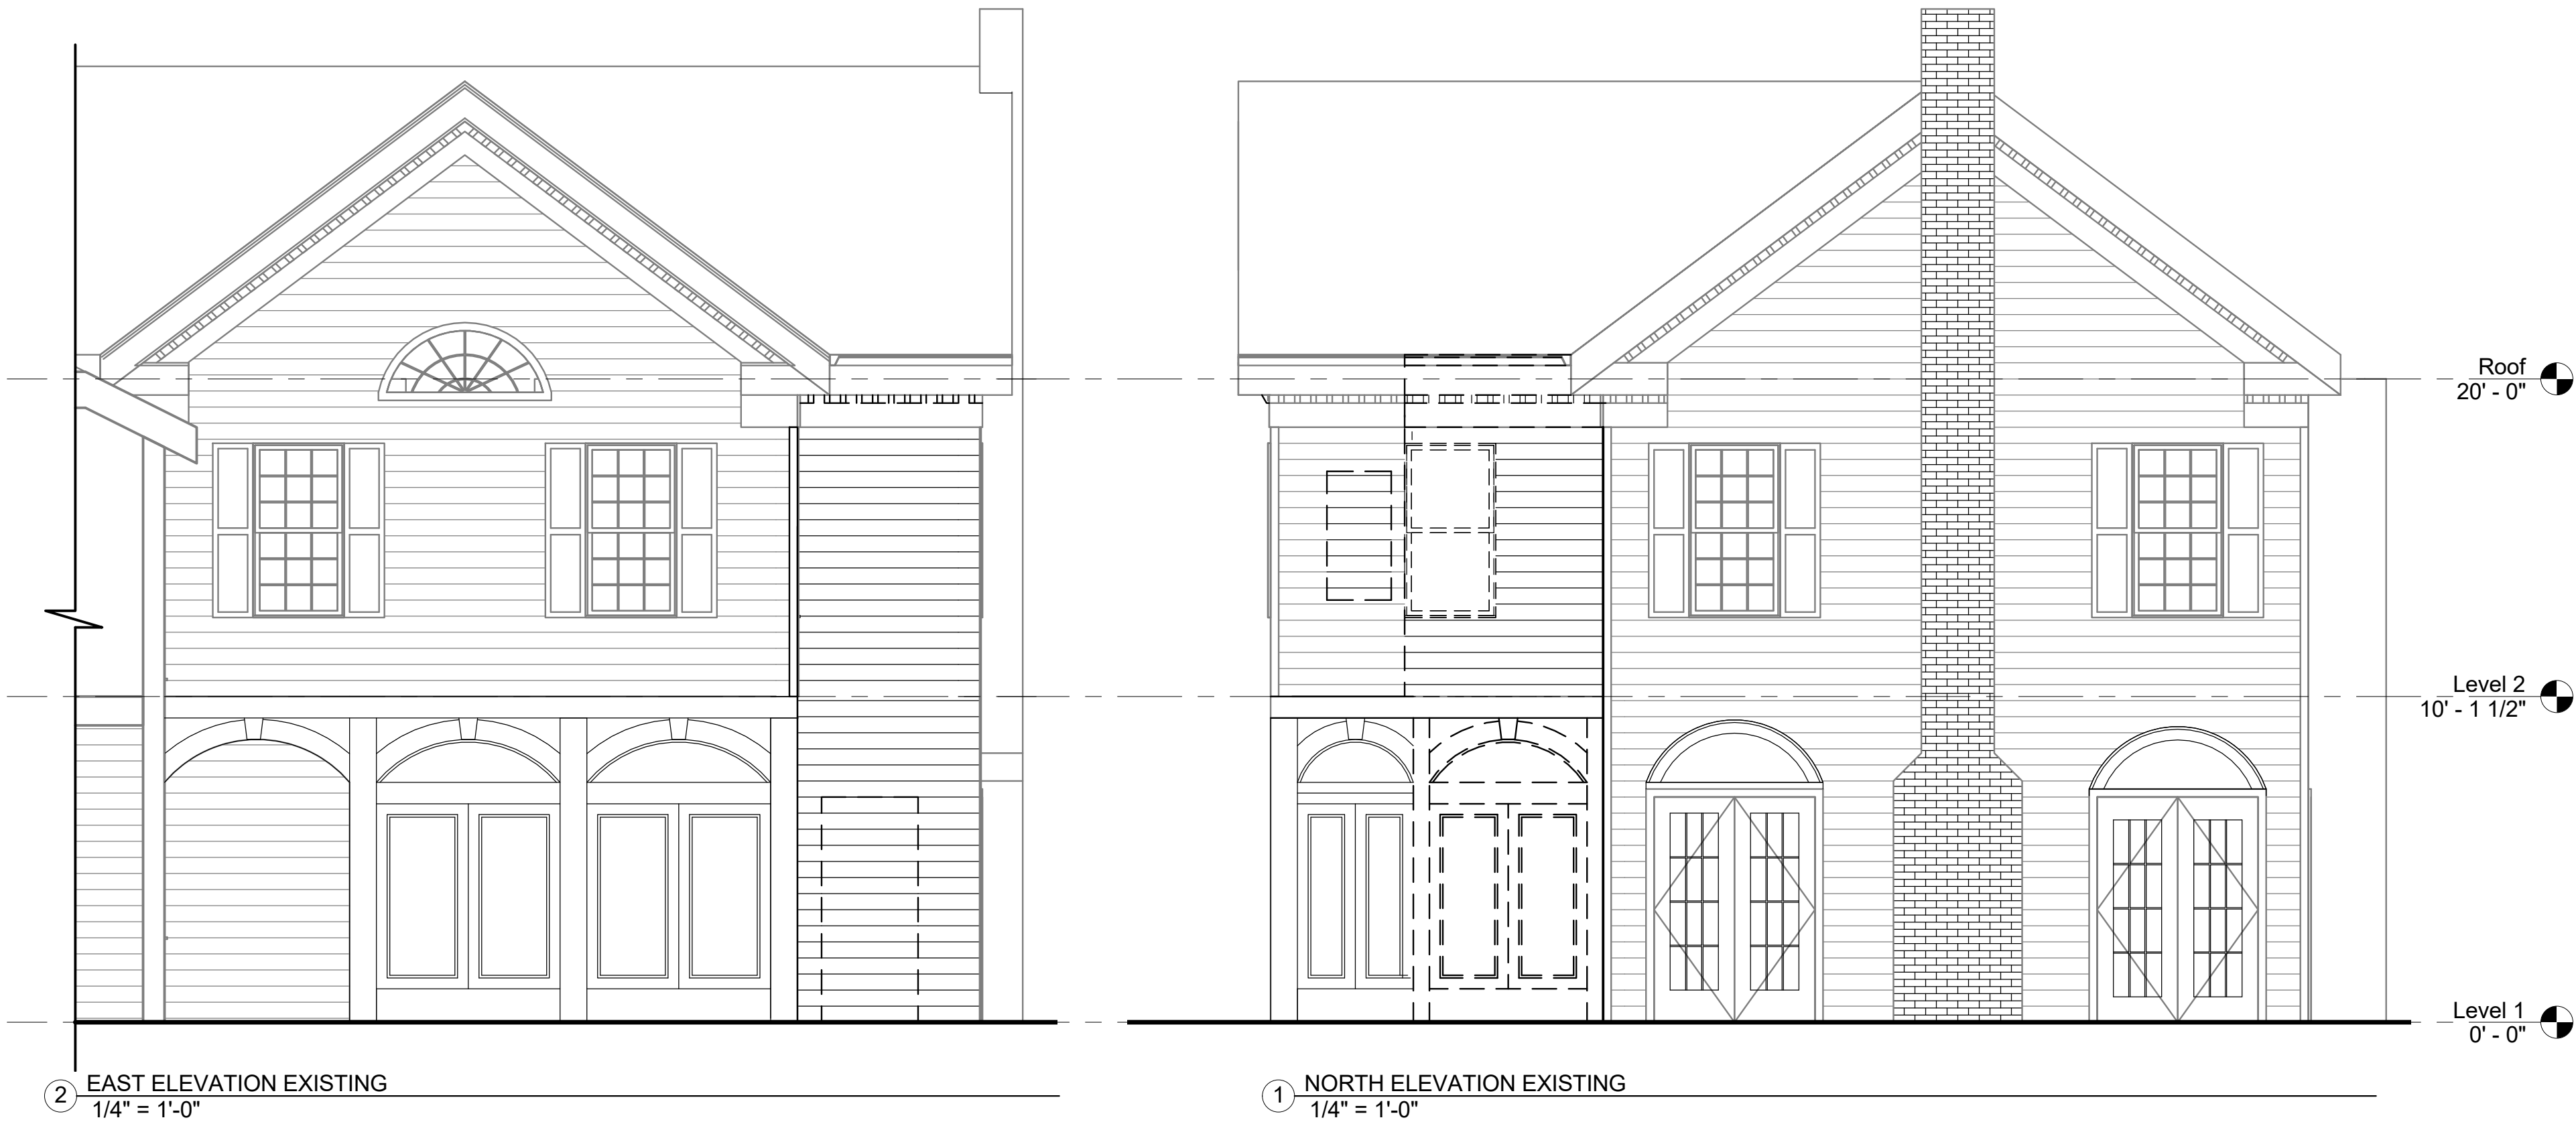 Roof
20' - 0"
Level 2
10' - 1 1/2"
Level 1
0' - 0"
2
EAST ELEVATION EXISTING
1/4" = 1'-0"
1
NORTH ELEVATION EXISTING
1/4" = 1'-0"